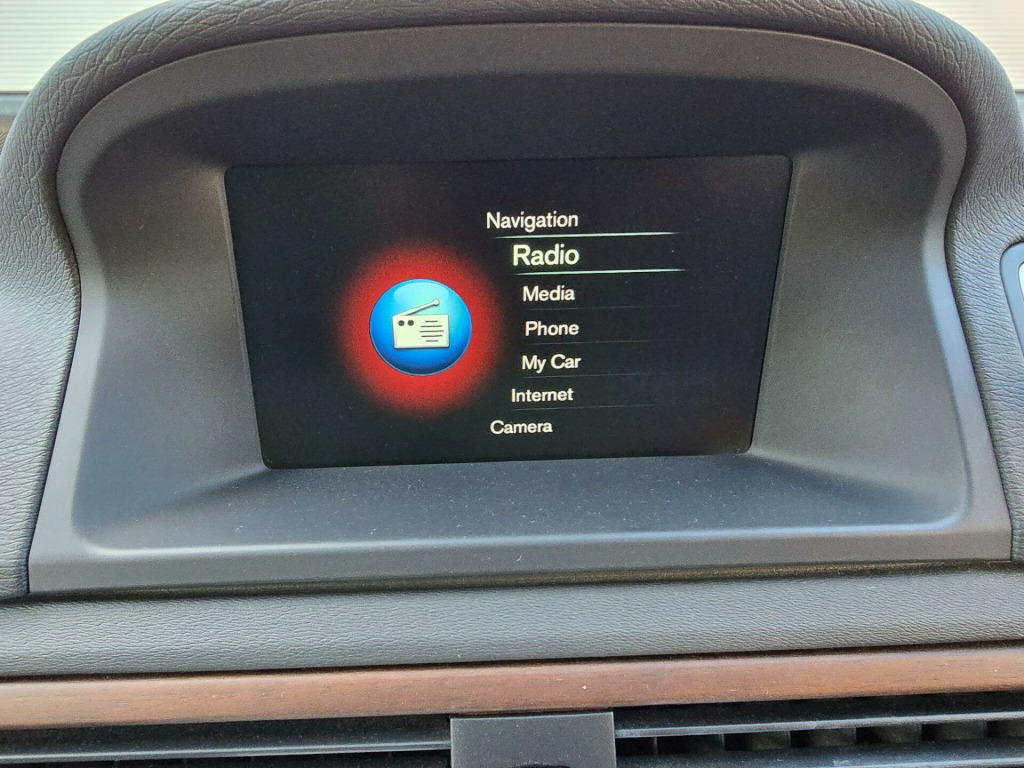 Navigation
Radio
Media
Phone
My Car
Internet
Camera